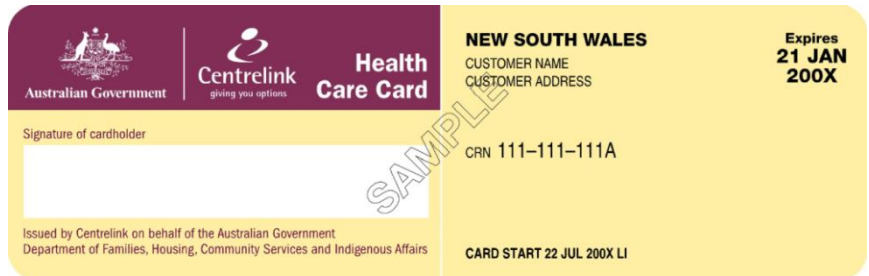 Australian Government
Centrelink
giving you options
Health
Care Card
Signature of cardholder
Issued by Centrelink on behalf of the Australian Government
Department of Families, Housing, Community Services and Indigenous Affairs
NEW SOUTH WALES
CUSTOMER NAME
CUSTOMER ADDRESS
Expires
21 JAN
200X
CRN 111–111–111A
CARD START 22 JUL 200X LI
SAMPLE